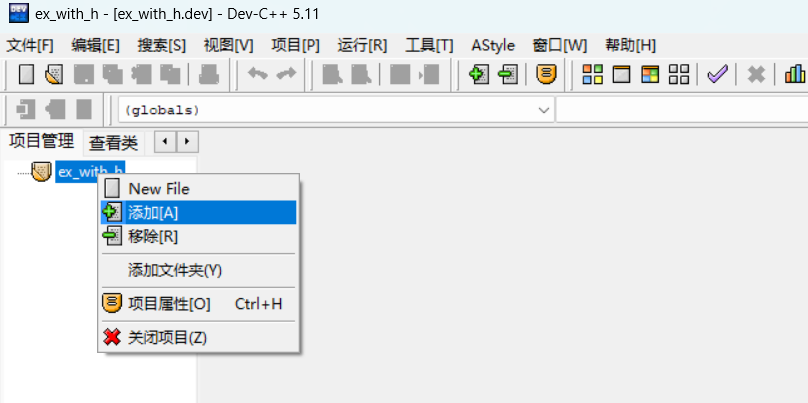 DEV
ex_with_h - [ex_with_h.dev] - Dev-C++ 5.11
文件[F] 编辑[E] 搜索[S] 视图[V] 项目[P] 运行[R] 工具[T] AStyle 窗口[W] 帮助[H]
(globals)
项目管理 查看类
ex_with_h
New File
添加[A]
移除[R]
添加文件夹(Y)
项目属性[O] Ctrl+H
关闭项目(Z)